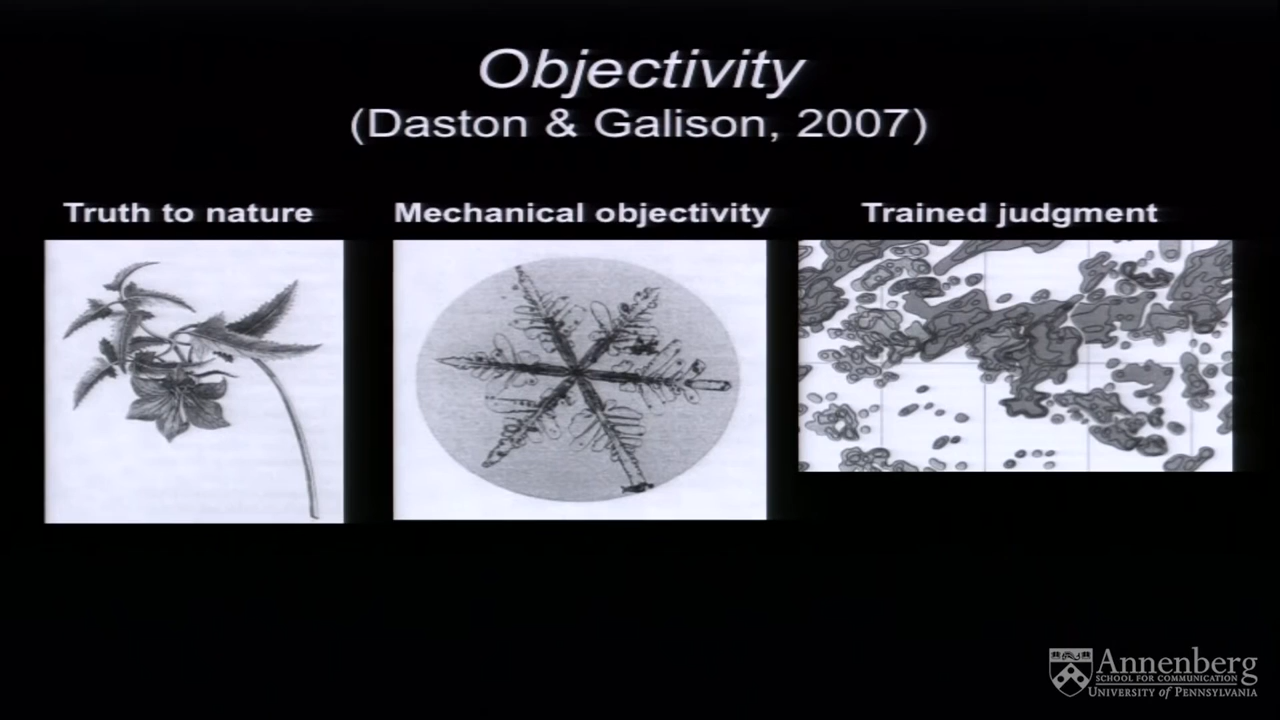 Objectivity
(Daston & Galison, 2007)
Truth to nature
Mechanical objectivity
Trained judgment
Annenberg
SCHOOL FOR COMMUNICATION
UNIVERSITY of PENNSYLVANIA